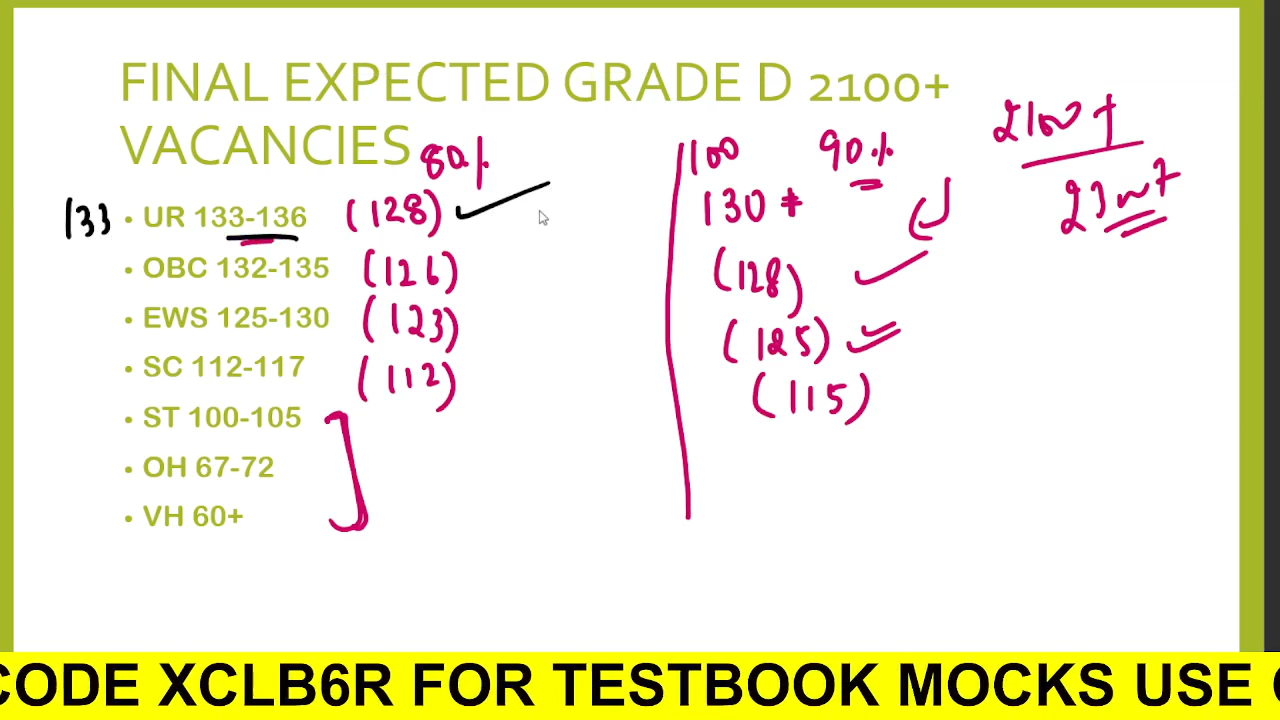 FINAL EXPECTED GRADE D 2100+
VACANCIES
80%
133
• UR 133-136 (128)
• OBC 132-135 (126)
• EWS 125-130 (123)
• SC 112-117 (112)
• ST 100-105
• OH 67-72
• VH 60+
1100 90%
130+
(128)
(125)
(115)
2100+
CODE XCLB6R FOR TESTBOOK MOCKS USE